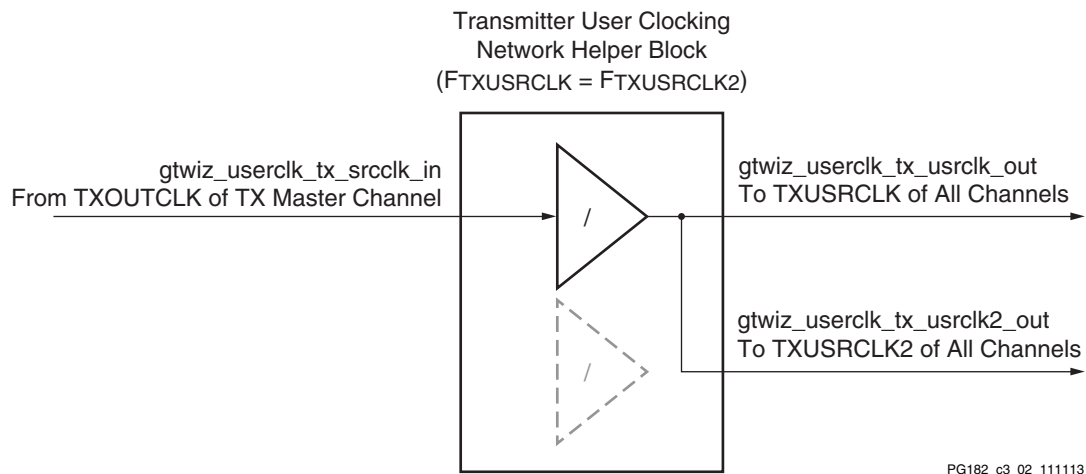 Transmitter User Clocking
Network Helper Block
(FTXUSRCLK = FTXUSRCLK2)
gtwiz_userclk_tx_srcclk_in
From TXOUTCLK of TX Master Channel
/
gtwiz_userclk_tx_usrclk_out
To TXUSRCLK of All Channels
/
gtwiz_userclk_tx_usrclk2_out
To TXUSRCLK2 of All Channels
PG182_c3_02_111113